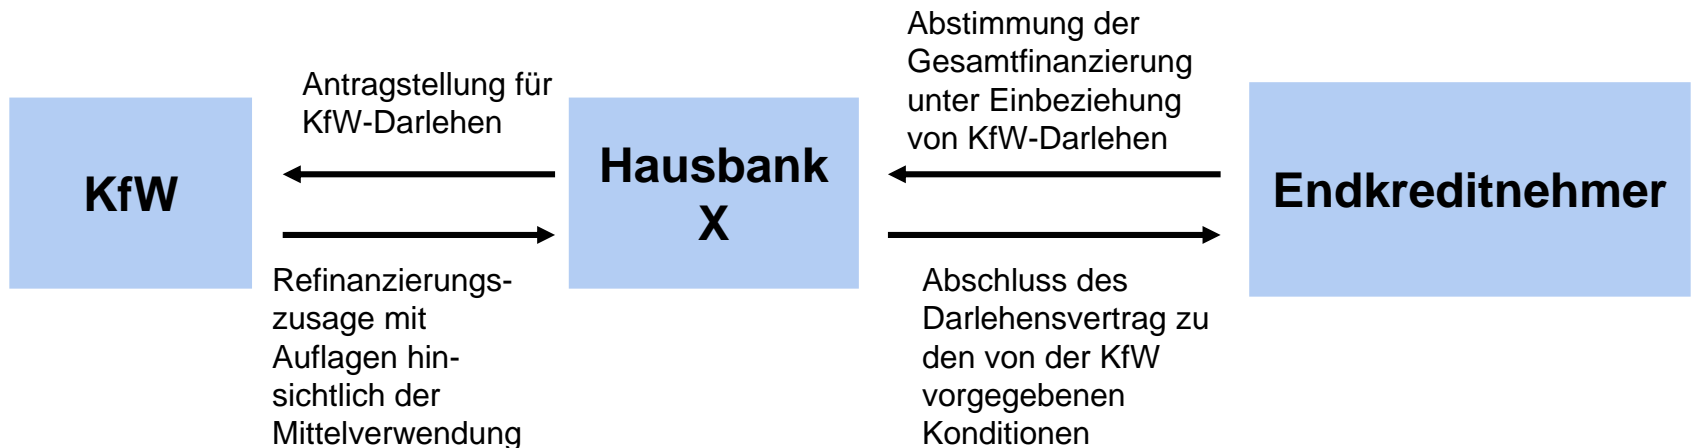 KfW
Antragstellung für
KfW-Darlehen
Refinanzierungs-
zusage mit
Auflagen hin-
sichtlich der
Mittelverwendung
Hausbank
X
Abstimmung der
Gesamtfinanzierung
unter Einbeziehung
von KfW-Darlehen
Abschluss des
Darlehensvertrag zu
den von der KfW
vorgegebenen
Konditionen
Endkreditnehmer